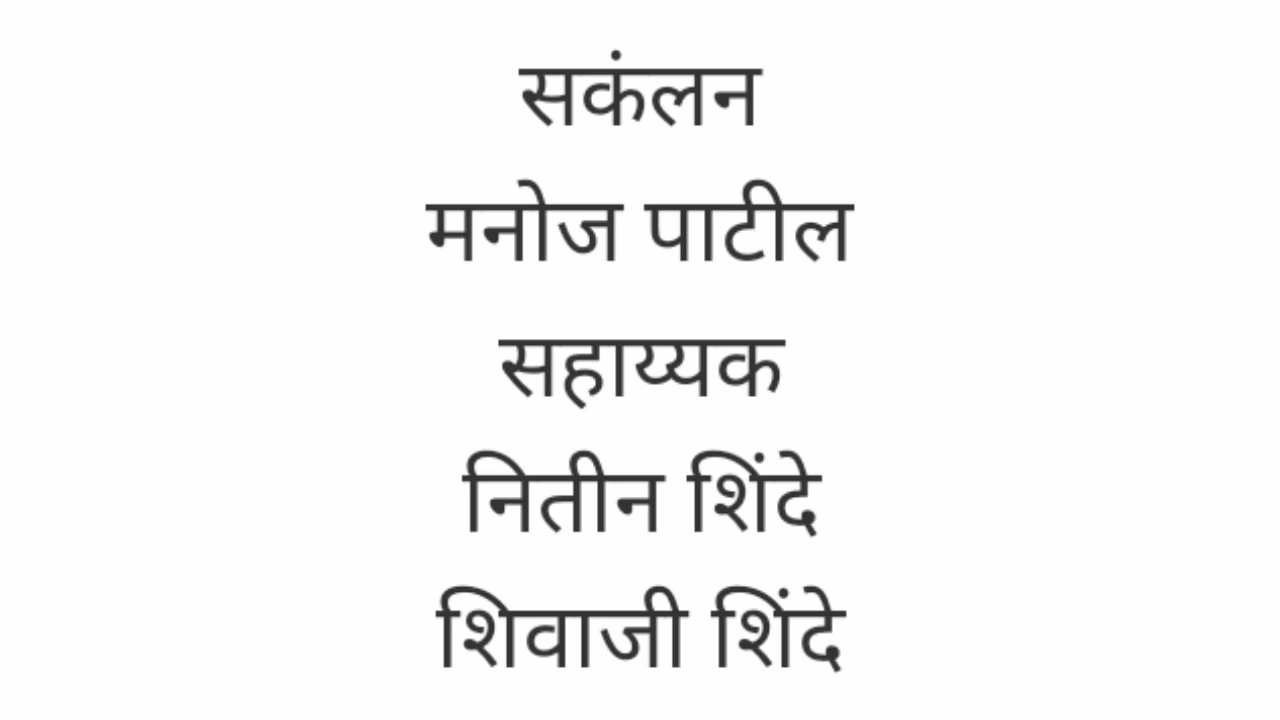 सकंलन
मनोज पाटील
सहाय्यक
नितीन शिंदे
शिवाजी शिंदे